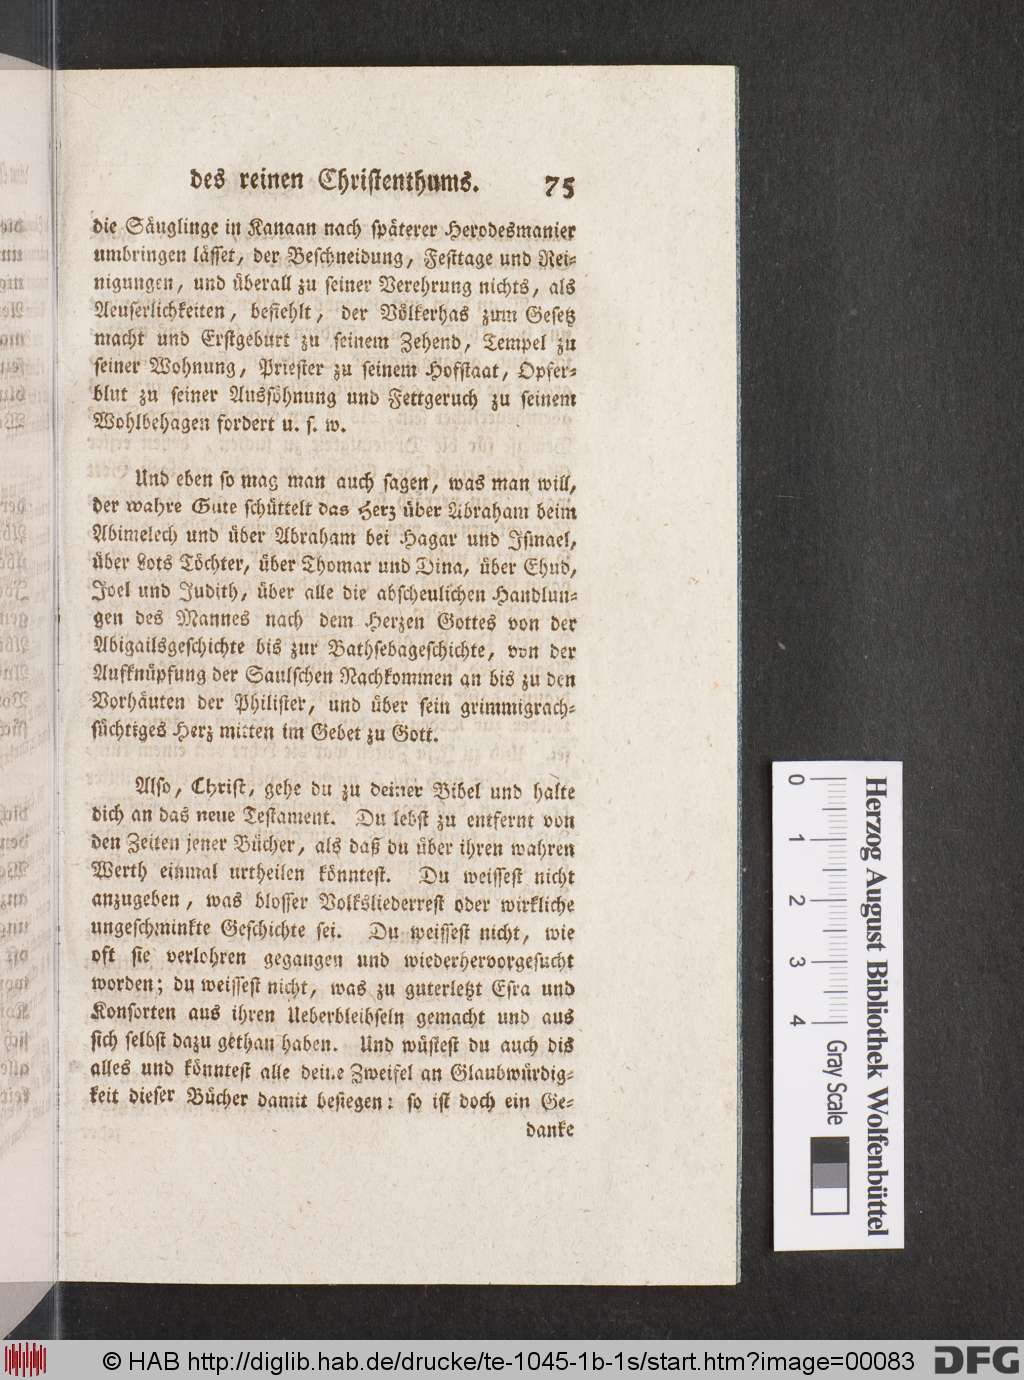 des reinen Christenthums. 75
die Säuglinge in Kanaan nach späterer Herodesmanier
umbringen lässet, der Beschneidung, Festtage und Rei-
nigungen, und überall zu seiner Verehrung nichts, als
Aeuserlichkeiten, befiehlt, der Völkerhas zum Gesetz
macht und Erstgeburt zu seinem Zehend, Tempel zu
seiner Wohnung, Priester zu seinem Hofstaat, Opfer-
blut zu seiner Aussöhnung und Fettgeruch zu seinem
Wohlbehagen fordert u. s. w.
Und eben so mag man auch sagen, was man will,
der wahre Gute schüttelt das Herz über Abraham beim
Abimelech und über Abraham bei Hagar und Ismael,
über Lots Töchter, über Thomar und Dina, über Ehud,
Joel und Judith, über alle die abscheulichen Handlun-
gen des Mannes nach dem Herzen Gottes von der
Abigailsgeschichte bis zur Bathsebageschichte, von der
Aufknüpfung der Saulschen Nachkommen an bis zu den
Vorhäuten der Philister, und über sein grimmigrach-
süchtiges Herz mitten im Gebet zu Gott.
Also, Christ, gehe du zu deiner Bibel und halte
dich an das neue Testament. Du lebst zu entfernt von
den Zeiten jener Bücher, als daß du über ihren wahren
Werth einmal urtheilen könntest. Du weissest nicht
anzugeben, was blosser Volksliederrest oder wirkliche
ungeschminkte Geschichte sei. Du weissest nicht, wie
oft sie verlohren gegangen und wiederhervorgesucht
worden; du weissest nicht, was zu guterletzt Esra und
Konsorten aus ihren Ueberbleibseln gemacht und aus
sich selbst dazu gethan haben. Und wüstest du auch dis
alles und könntest alle deine Zweifel an Glaubwürdig-
keit dieser Bücher damit besiegen: so ist doch ein Ge-
danke
0 1 2 3 4 Gray Scale
Herzog August Bibliothek Wolfenbüttel
© HAB http://diglib.hab.de/drucke/te-1045-1b-1s/start.htm?image=00083 DFG